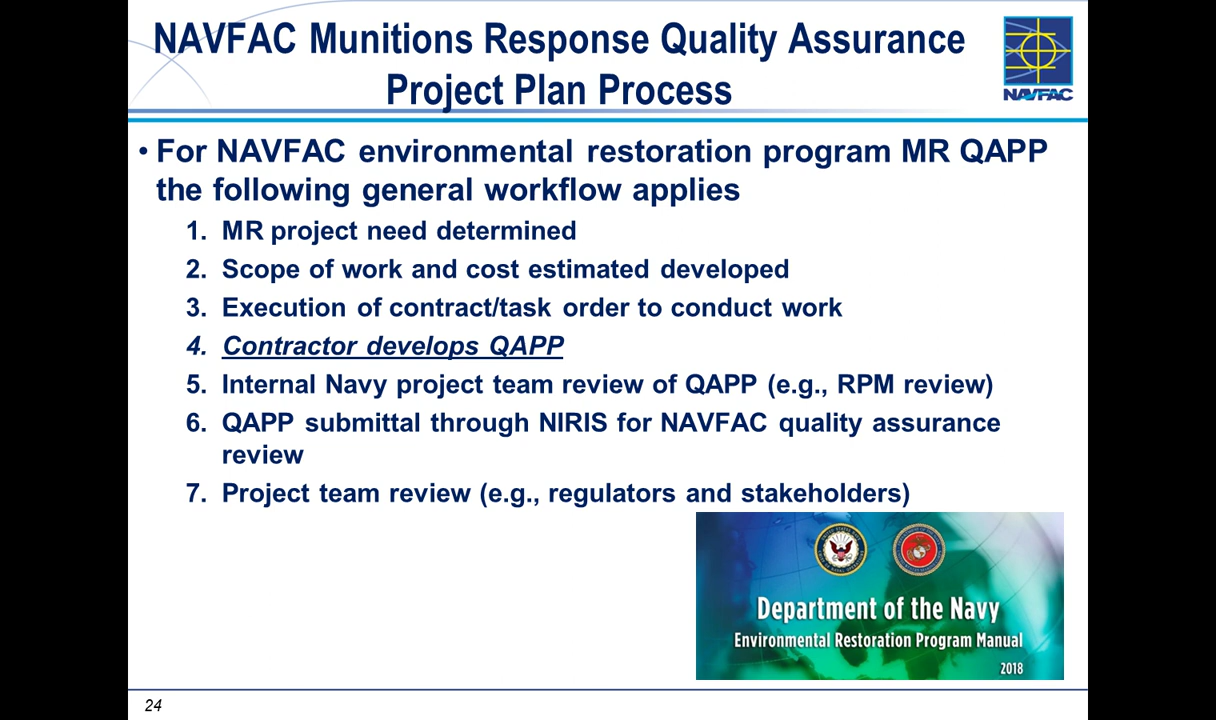 NAVFAC Munitions Response Quality Assurance
Project Plan Process
NAVFAC
• For NAVFAC environmental restoration program MR QAPP
the following general workflow applies
1. MR project need determined
2. Scope of work and cost estimated developed
3. Execution of contract/task order to conduct work
4. Contractor develops QAPP
5. Internal Navy project team review of QAPP (e.g., RPM review)
6. QAPP submittal through NIRIS for NAVFAC quality assurance
review
7. Project team review (e.g., regulators and stakeholders)
Department of the Navy
Environmental Restoration Program Manual
2018
24